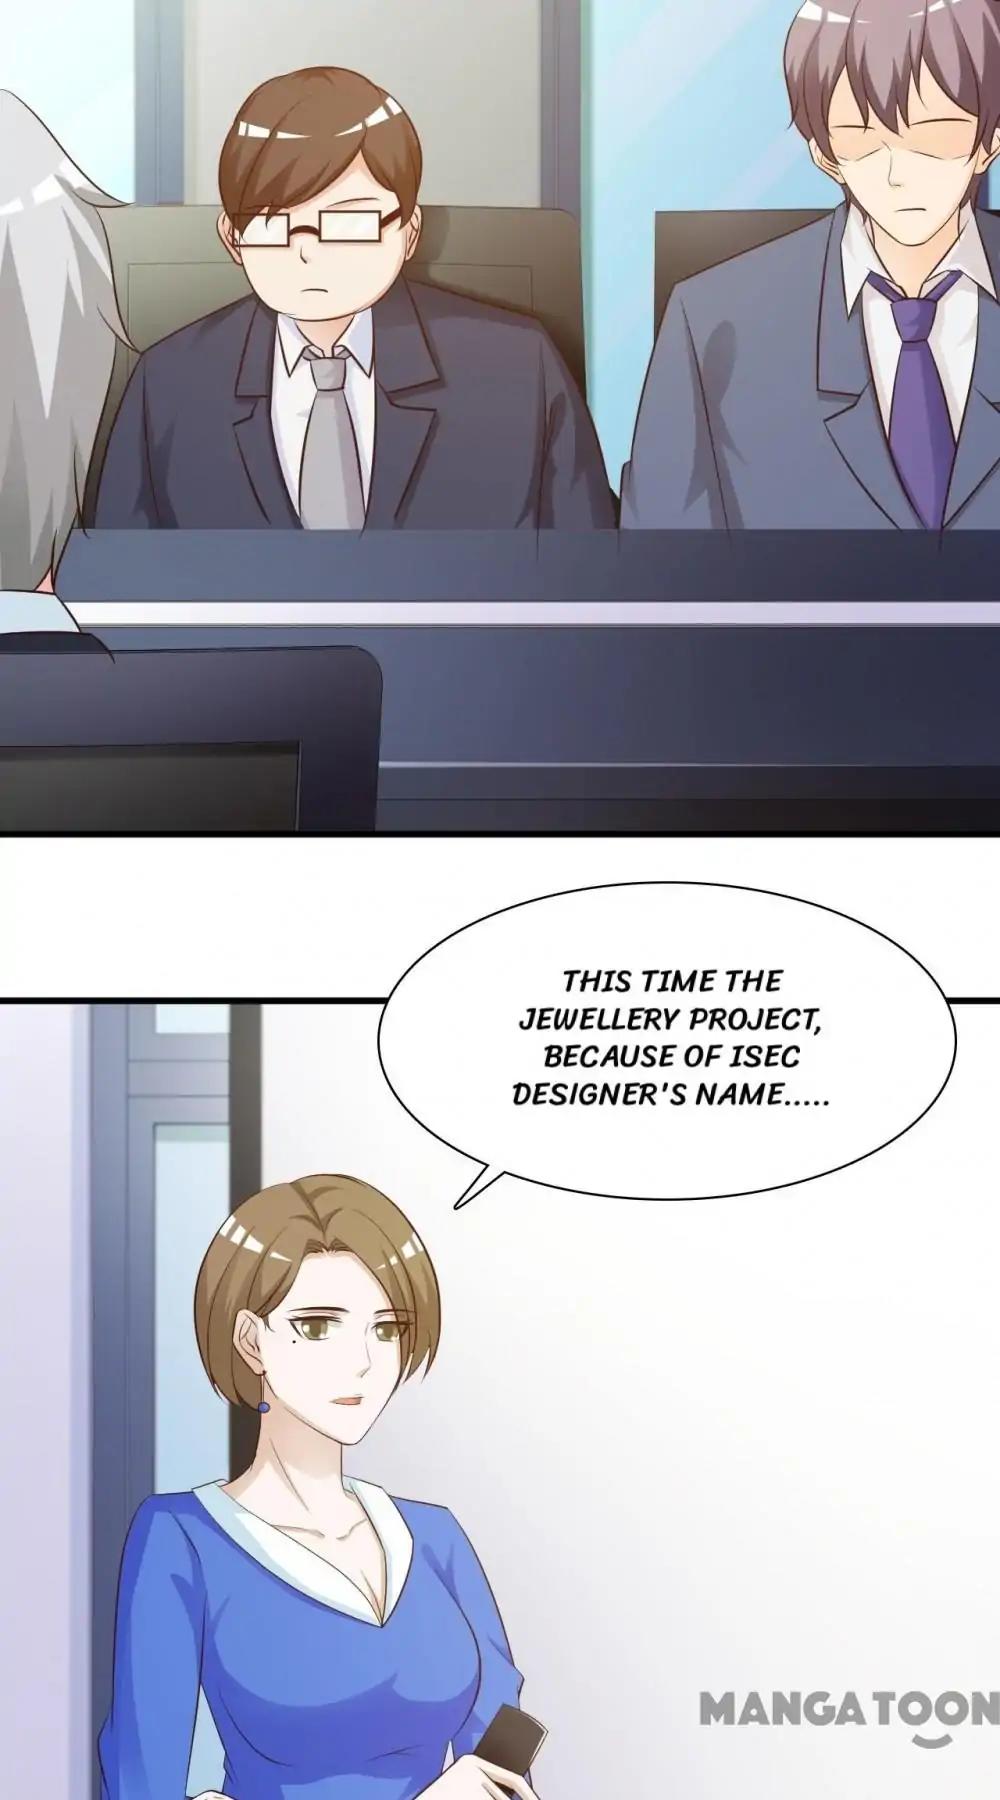 THIS TIME THE
JEWELLERY PROJECT,
BECAUSE OF ISEC
DESIGNER'S NAME.....
MANGATOON